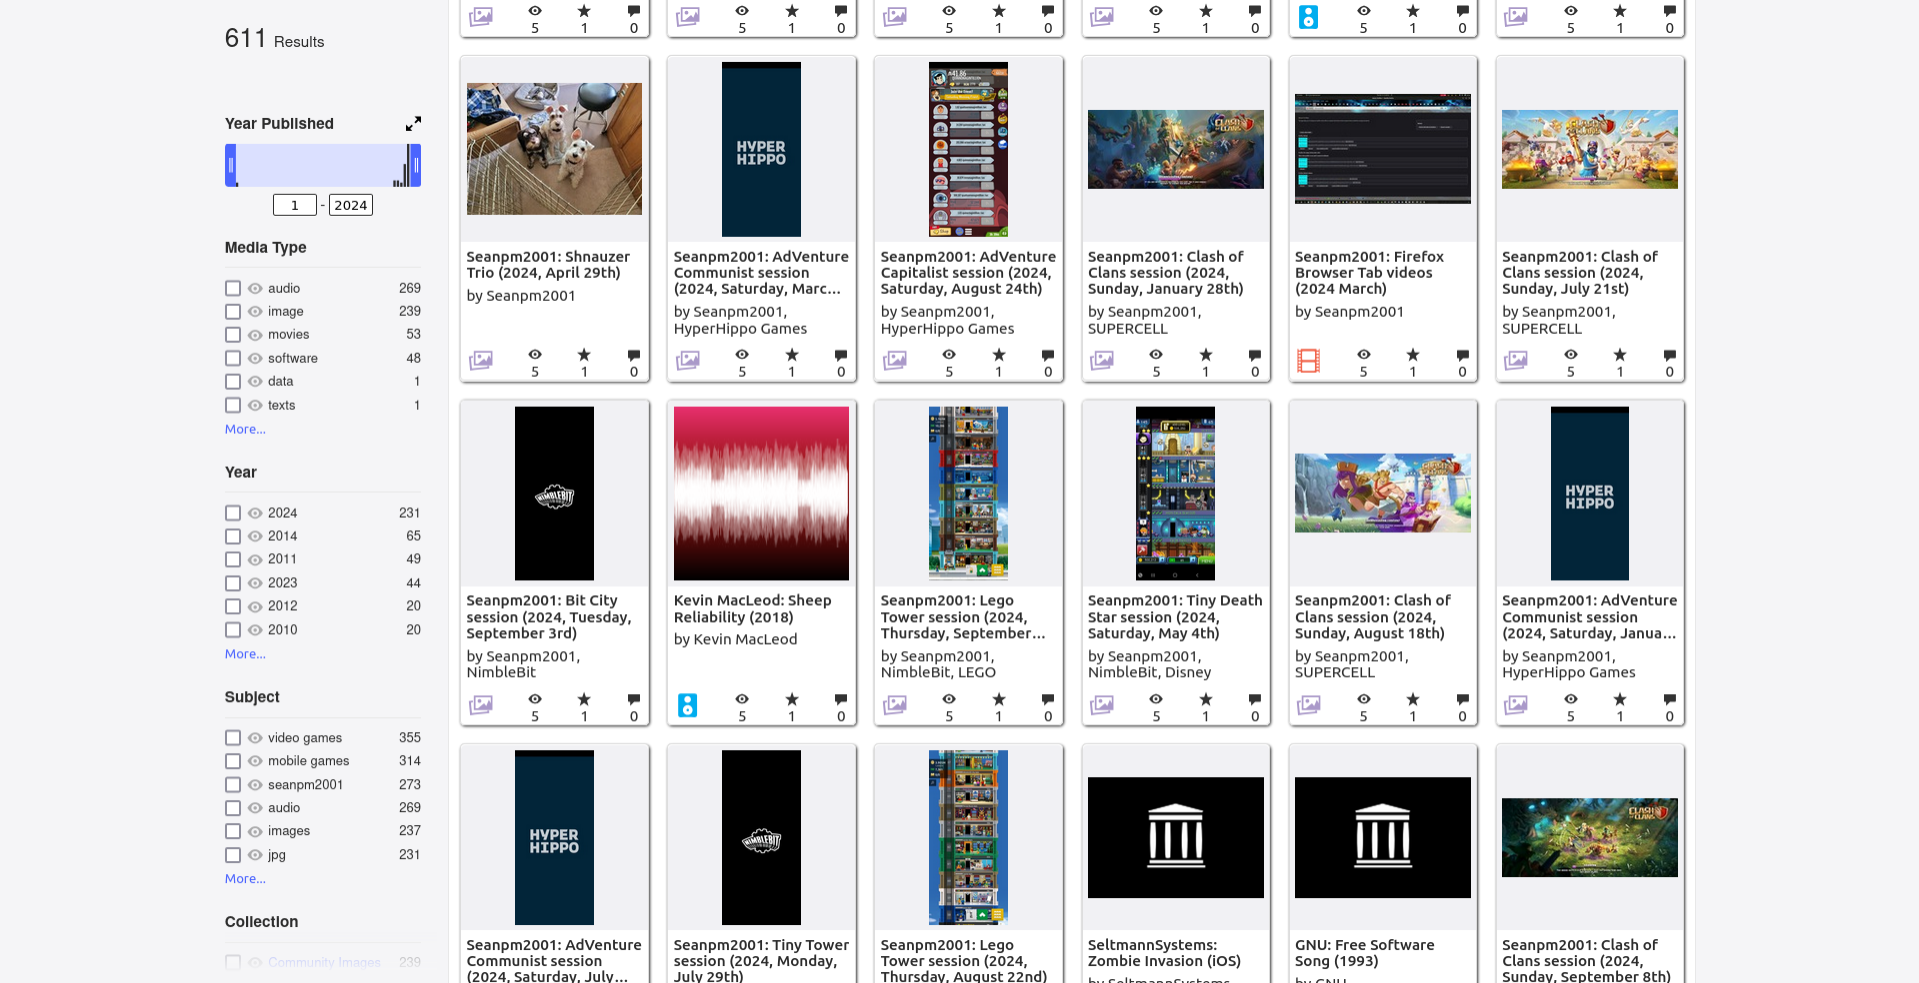 611 Results
Year Published
1 - 2024
Media Type
audio 269
image 239
movies 53
software 48
data 1
texts 1
More...
Year
2024 231
2014 65
2011 49
2023 44
2012 20
2010 20
More...
Subject
video games 355
mobile games 314
seanpm2001 273
audio 269
images 237
jpg 231
More...
Collection
Community Images 239
5 1 0
5 1 0
5 1 0
5 1 0
5 1 0
5 1 0
Seanpm2001: Shnauzer
Trio (2024, April 29th)
by Seanpm2001
5 1 0
HYPER
HIPPO
Seanpm2001: AdVenture
Communist session
(2024, Saturday, Marc...
by Seanpm2001,
HyperHippo Games
5 1 0
Seanpm2001: AdVenture
Capitalist session (2024,
Saturday, August 24th)
by Seanpm2001,
HyperHippo Games
5 1 0
CLASH
OF CLANS
Seanpm2001: Clash of
Clans session (2024,
Sunday, January 28th)
by Seanpm2001,
SUPERCELL
5 1 0
Seanpm2001: Firefox
Browser Tab videos
(2024 March)
by Seanpm2001
5 1 0
Seanpm2001: Clash of
Clans session (2024,
Sunday, July 21st)
by Seanpm2001,
SUPERCELL
5 1 0
NIMBLEBIT
Seanpm2001: Bit City
session (2024, Tuesday,
September 3rd)
by Seanpm2001,
NimbleBit
5 1 0
Kevin MacLeod: Sheep
Reliability (2018)
by Kevin MacLeod
5 1 0
Seanpm2001: Lego
Tower session (2024,
Thursday, September...
by Seanpm2001,
NimbleBit, LEGO
5 1 0
Seanpm2001: Tiny Death
Star session (2024,
Saturday, May 4th)
by Seanpm2001,
NimbleBit, Disney
5 1 0
Seanpm2001: Clash of
Clans session (2024,
Sunday, August 18th)
by Seanpm2001,
SUPERCELL
5 1 0
HYPER
HIPPO
Seanpm2001: AdVenture
Communist session
(2024, Saturday, Janua...
by Seanpm2001,
HyperHippo Games
5 1 0
HYPER
HIPPO
Seanpm2001: AdVenture
Communist session
(2024, Saturday, July...
NIMBLEBIT
Seanpm2001: Tiny Tower
session (2024, Monday,
July 29th)
Seanpm2001: Lego
Tower session (2024,
Thursday, August 22nd)
SeltmannSystems:
Zombie Invasion (iOS)
by SeltmannSystems
GNU: Free Software
Song (1993)
by GNU
CLASH
OF CLANS
Seanpm2001: Clash of
Clans session (2024,
Sunday, September 8th)